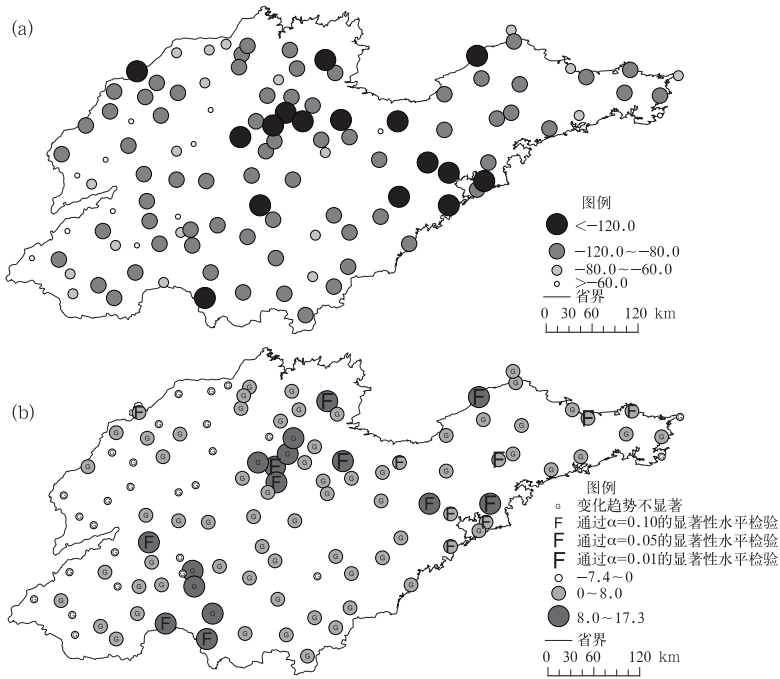 (a)
图例
<−120.0
−120.0～−80.0
−80.0～−60.0
>−60.0
省界
0 30 60 120 km
(b)
图例
G 变化趋势不显著
F 通过α=0.10的显著性水平检验
F 通过α=0.05的显著性水平检验
F 通过α=0.01的显著性水平检验
−7.4～0
0～8.0
8.0～17.3
省界
0 30 60 120 km